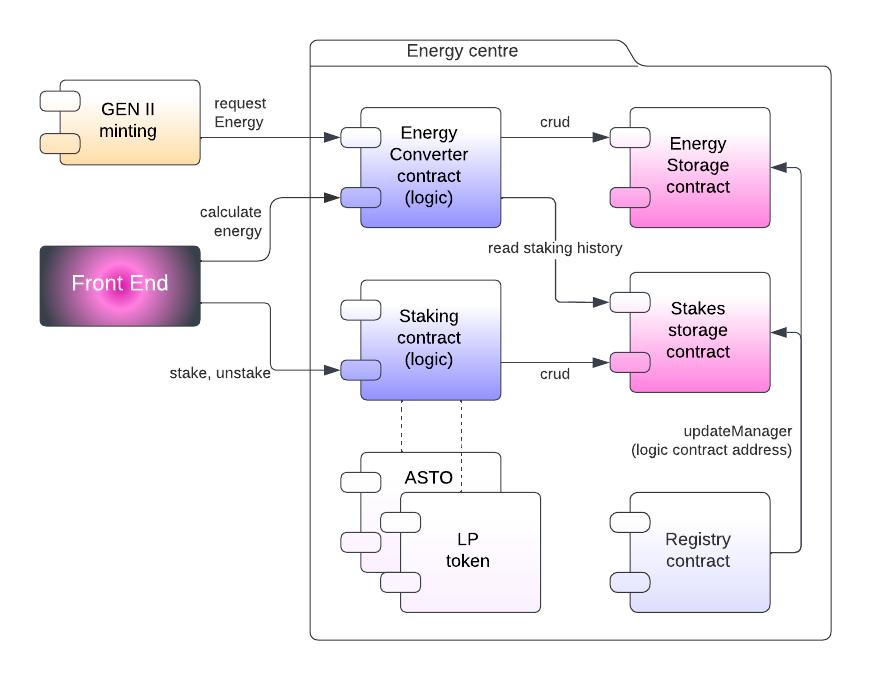 Energy centre
GEN II
minting
request
Energy
Energy
Converter
contract
(logic)
crud
Energy
Storage
contract
calculate
energy
read staking history
Front End
Staking
contract
(logic)
Stakes
storage
contract
stake, unstake
crud
updateManager
(logic contract address)
ASTO
LP
token
Registry
contract